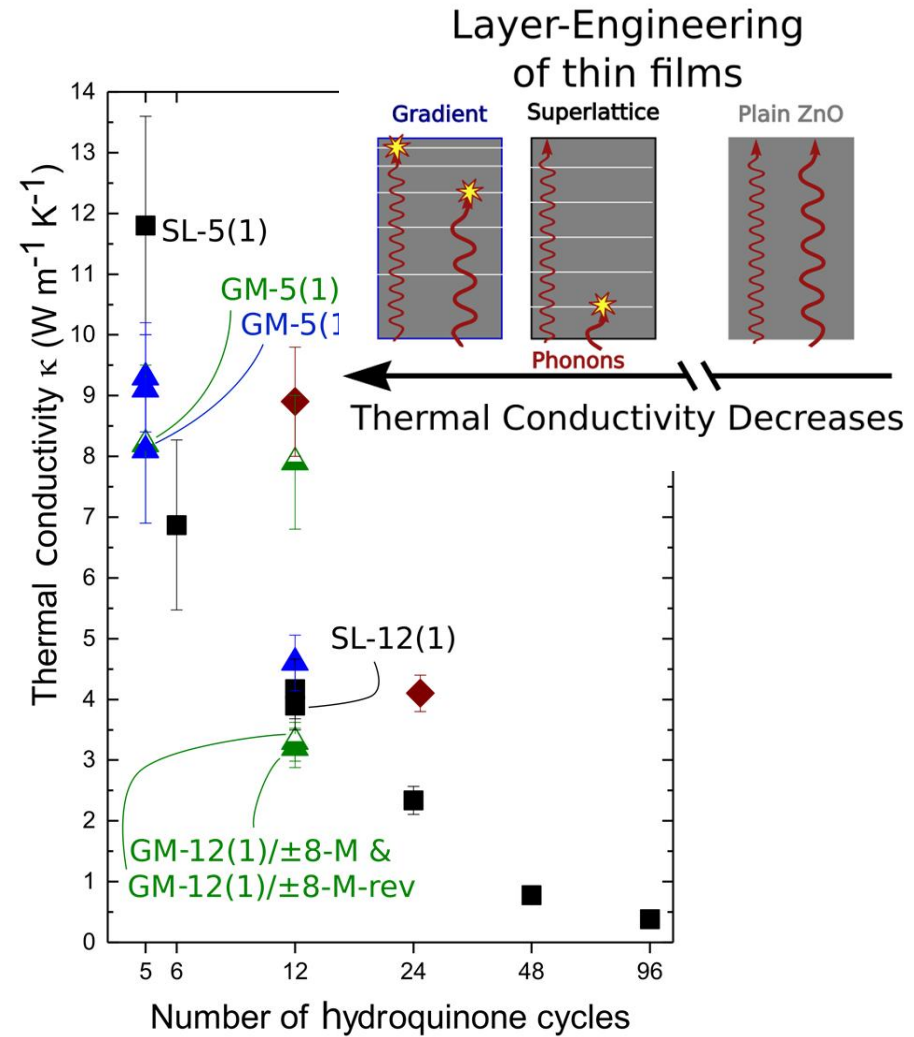 Layer-Engineering
of thin films
Gradient
Superlattice
Plain ZnO
Phonons
Thermal Conductivity Decreases
Thermal conductivity κ (W m⁻¹ K⁻¹)
14
13
12
11
10
9
8
7
6
5
4
3
2
1
0
SL-5(1)
GM-5(1)
GM-5(1
SL-12(1)
GM-12(1)/±8-M &
GM-12(1)/±8-M-rev
5 6 12 24 48 96
Number of hydroquinone cycles